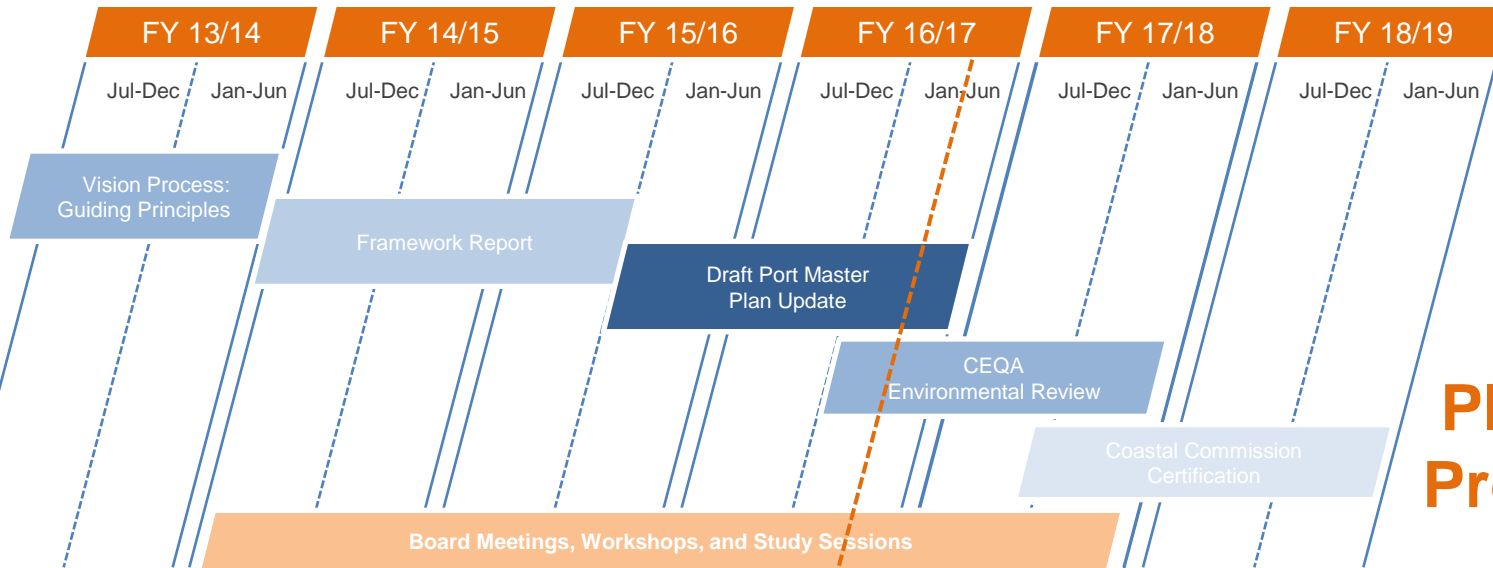 FY 13/14 FY 14/15 FY 15/16 FY 16/17 FY 17/18 FY 18/19
Jul-Dec Jan-Jun Jul-Dec Jan-Jun Jul-Dec Jan-Jun Jul-Dec Jan-Jun Jul-Dec Jan-Jun Jul-Dec Jan-Jun
Vision Process:
Guiding Principles
Framework Report
Draft Port Master
Plan Update
CEQA
Environmental Review
Coastal Commission
Certification
Board Meetings, Workshops, and Study Sessions